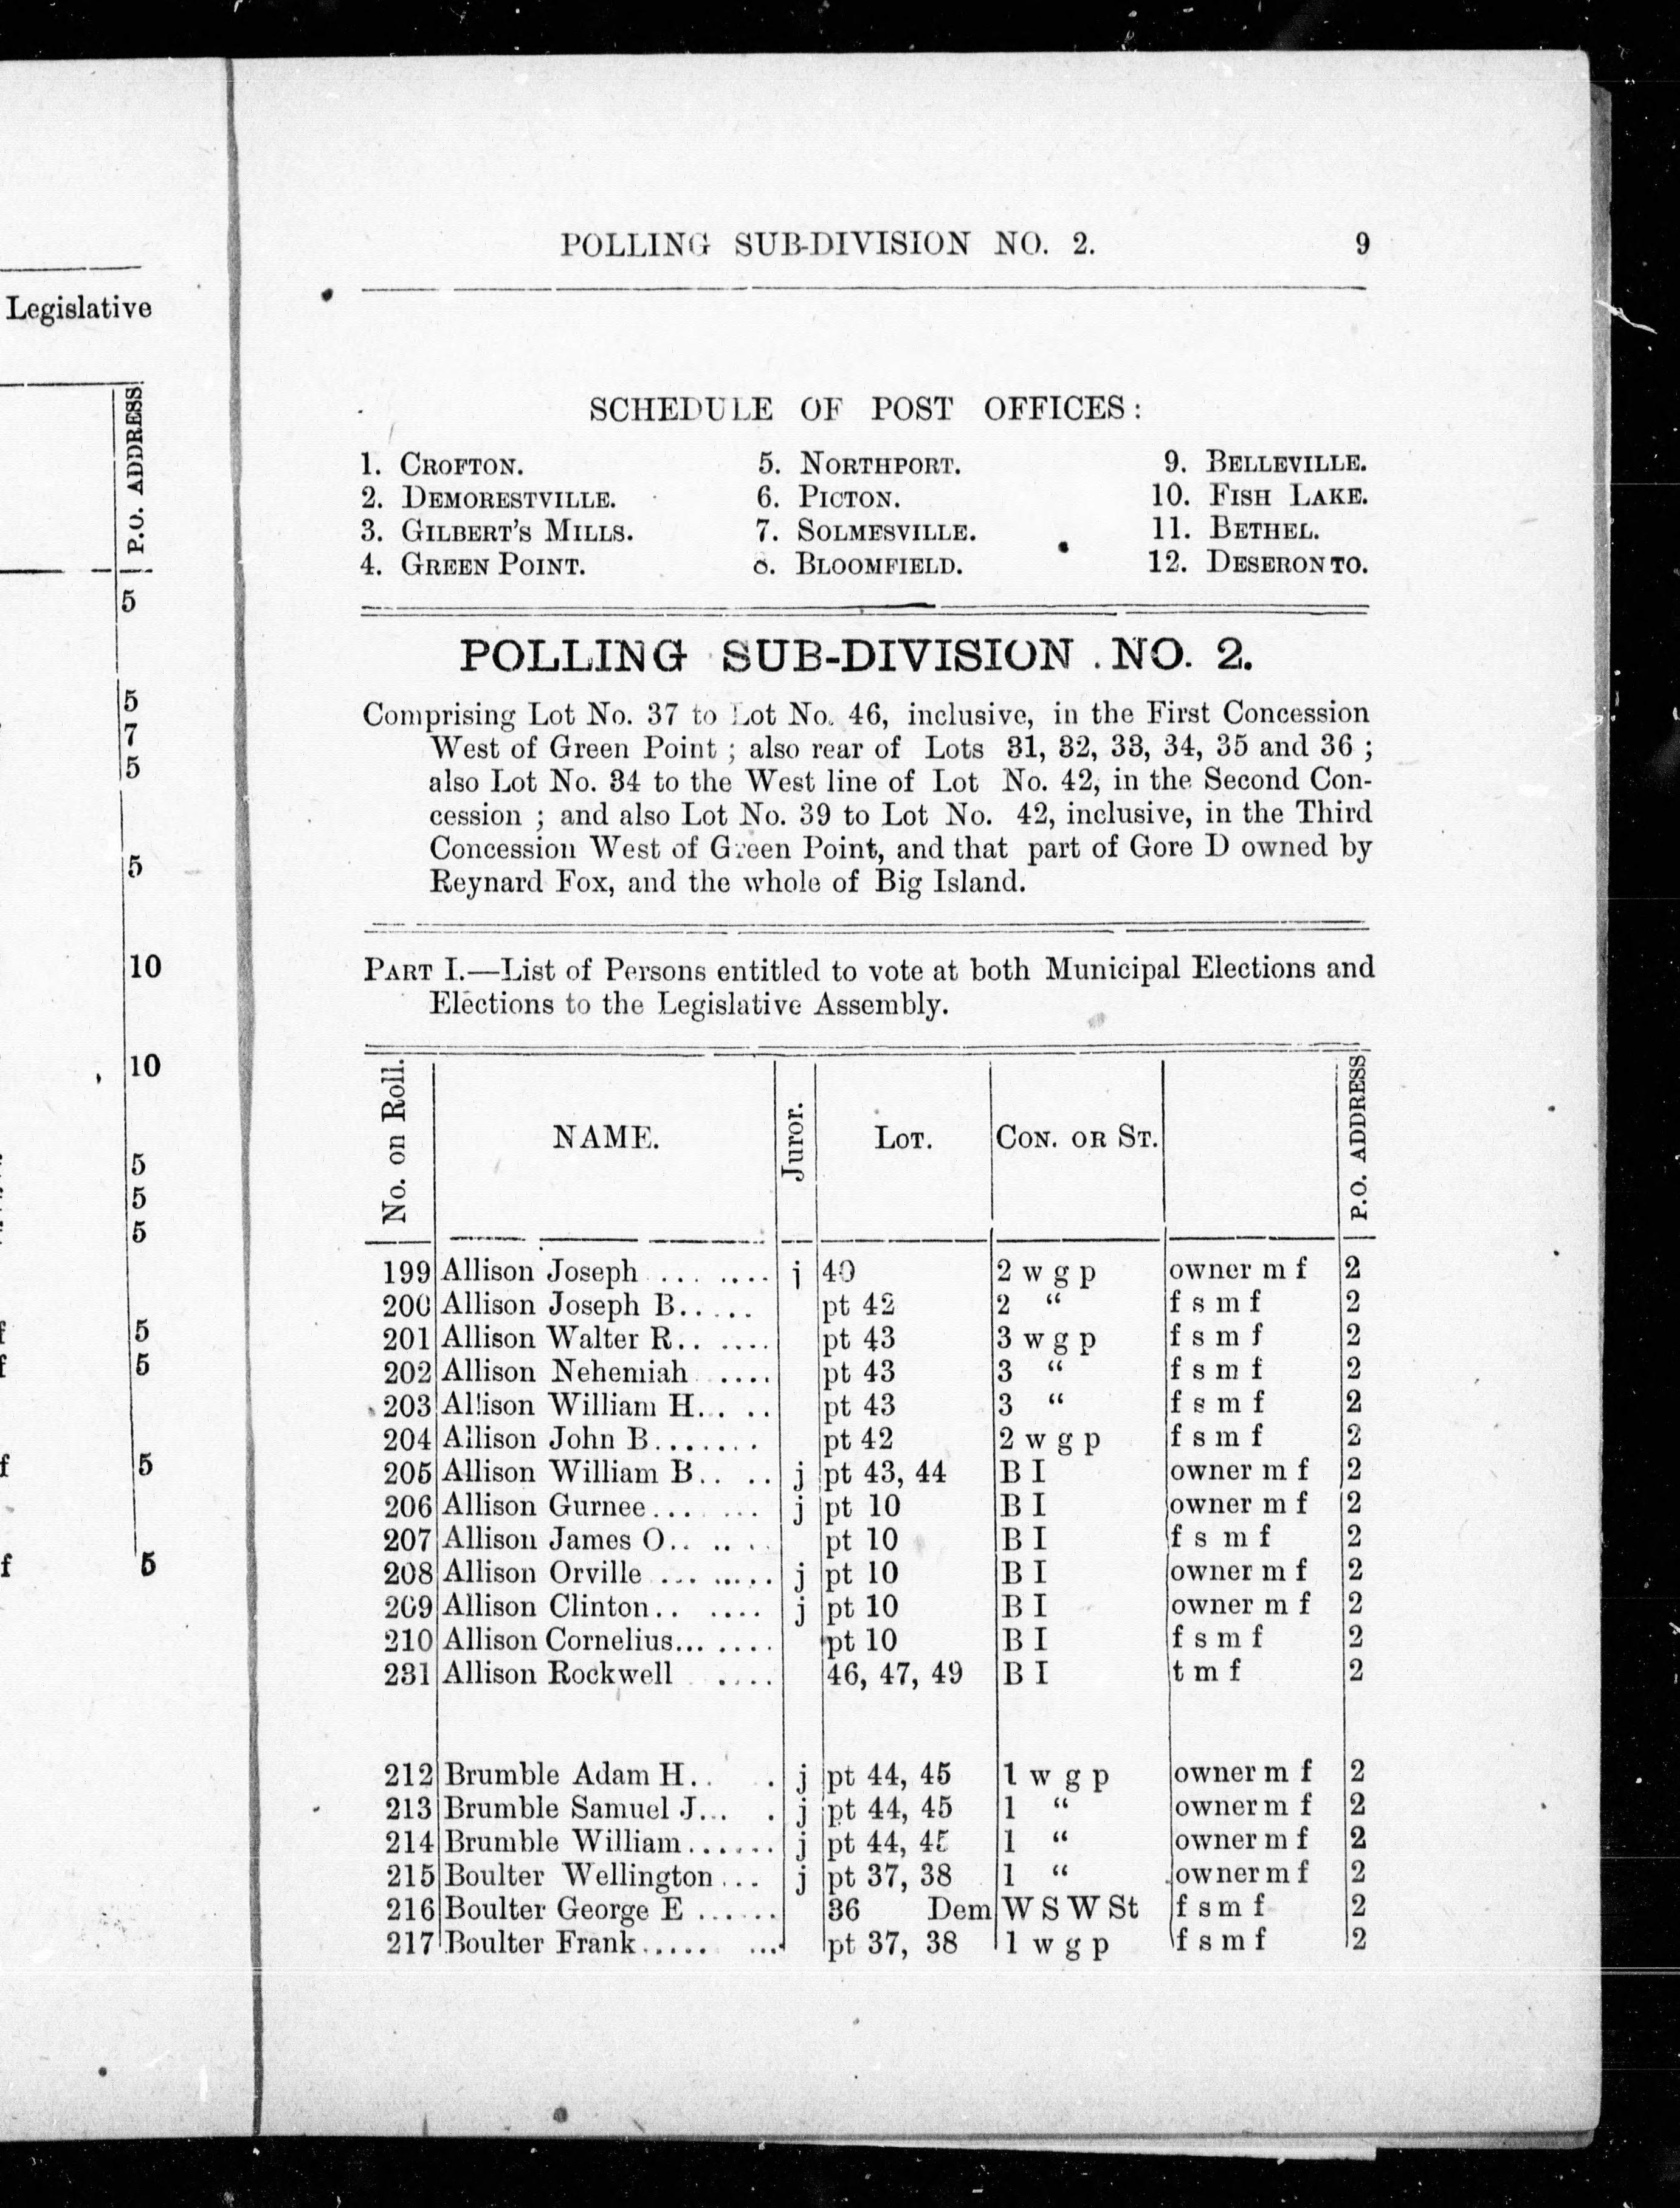 Legislative
P.O. ADDRESS
5
5
7
5
5
10
10
5
5
5
f 5
f 5
f 5
f 5
POLLING SUB-DIVISION NO. 2. 9
SCHEDULE OF POST OFFICES:
1. CROFTON. 5. NORTHPORT. 9. BELLEVILLE.
2. DEMORESTVILLE. 6. PICTON. 10. FISH LAKE.
3. GILBERT'S MILLS. 7. SOLMESVILLE. 11. BETHEL.
4. GREEN POINT. 8. BLOOMFIELD. 12. DESERONTO.
POLLING SUB-DIVISION NO. 2.
Comprising Lot No. 37 to Lot No. 46, inclusive, in the First Concession
West of Green Point ; also rear of Lots 31, 32, 33, 34, 35 and 36 ;
also Lot No. 34 to the West line of Lot No. 42, in the Second Con-
cession ; and also Lot No. 39 to Lot No. 42, inclusive, in the Third
Concession West of Green Point, and that part of Gore D owned by
Reynard Fox, and the whole of Big Island.
PART I.—List of Persons entitled to vote at both Municipal Elections and
Elections to the Legislative Assembly.
No. on Roll. NAME. Juror. LOT. CON. OR ST. P.O. ADDRESS
199 Allison Joseph ... .... j 40 2 w g p owner m f 2
200 Allison Joseph B..... pt 42 2 “ f s m f 2
201 Allison Walter R.. .... pt 43 3 w g p f s m f 2
202 Allison Nehemiah .... pt 43 3 “ f s m f 2
203 Allison William H... .. pt 43 3 “ f s m f 2
204 Allison John B....... pt 42 2 w g p f s m f 2
205 Allison William B.. .. j pt 43, 44 B I owner m f 2
206 Allison Gurnee... ... j pt 10 B I owner m f 2
207 Allison James O.. .. .. pt 10 B I f s m f 2
208 Allison Orville ... ..... j pt 10 B I owner m f 2
209 Allison Clinton.. .... j pt 10 B I owner m f 2
210 Allison Cornelius... .... pt 10 B I f s m f 2
231 Allison Rockwell .... 46, 47, 49 B I t m f 2
212 Brumble Adam H.. . j pt 44, 45 1 w g p owner m f 2
213 Brumble Samuel J... . j pt 44, 45 1 “ owner m f 2
214 Brumble William...... j pt 44, 45 1 “ owner m f 2
215 Boulter Wellington ... j pt 37, 38 1 “ owner m f 2
216 Boulter George E ...... 36 Dem W S W St f s m f 2
217 Boulter Frank..... ... pt 37, 38 1 w g p f s m f 2